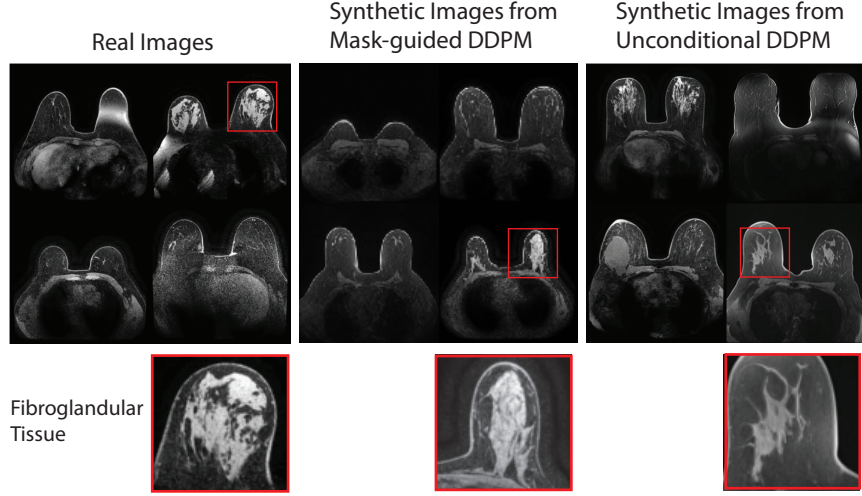 Real Images
Synthetic Images from
Mask-guided DDPM
Synthetic Images from
Unconditional DDPM
Fibroglandular
Tissue